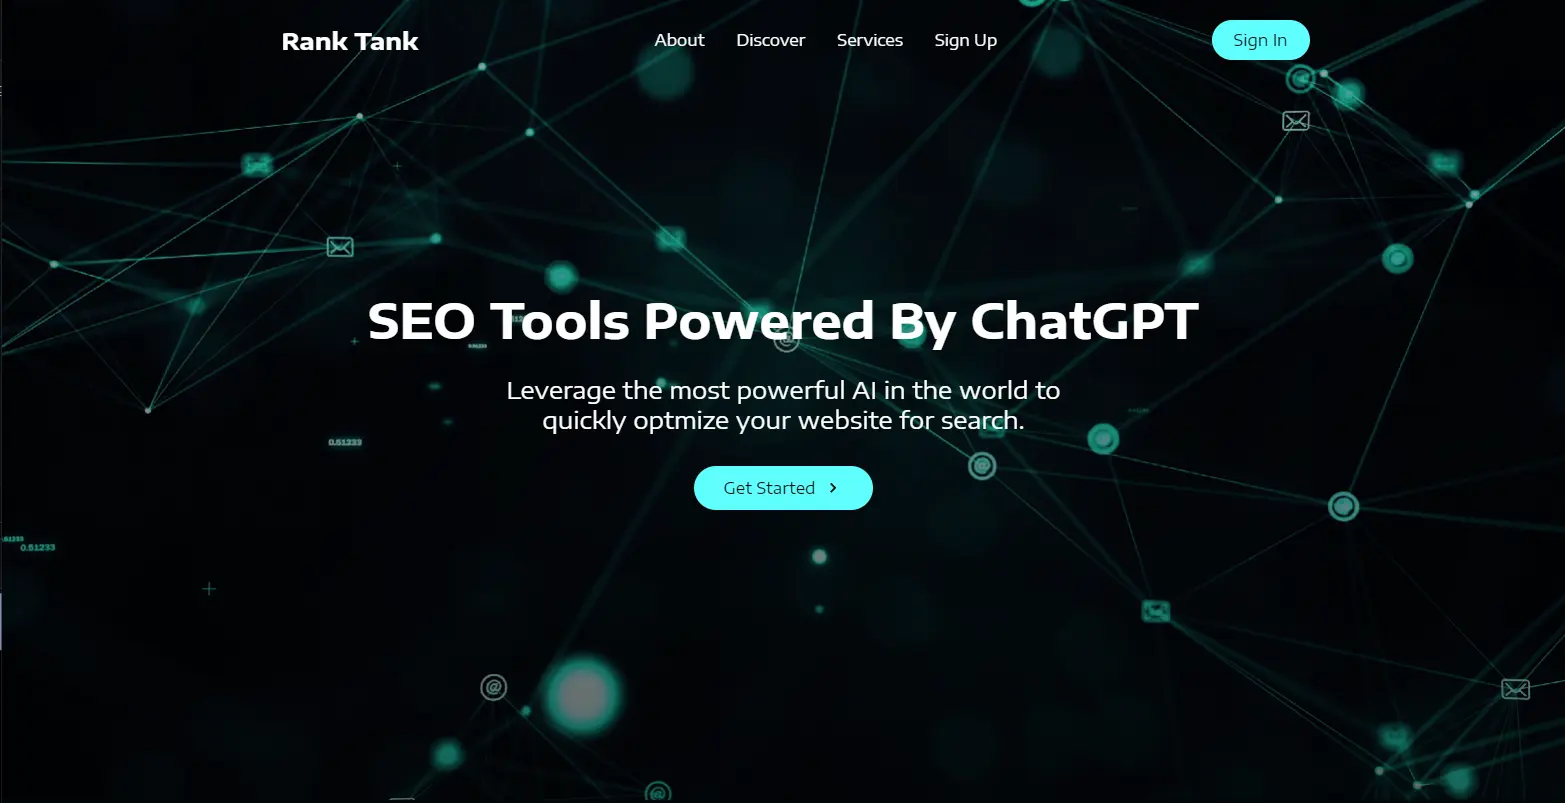 Rank Tank
About
Discover
Services
Sign Up
Sign In
SEO Tools Powered By ChatGPT
Leverage the most powerful AI in the world to
quickly optmize your website for search.
Get Started
0.51233
0.51233